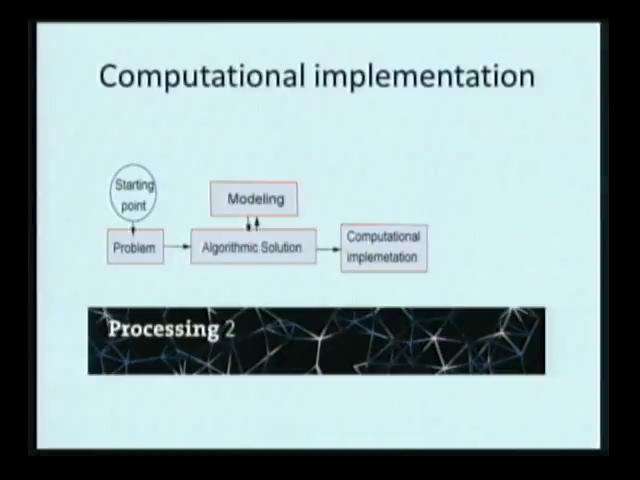 Computational implementation
Starting
point
Modeling
Problem
Algorithmic Solution
Computational
implemetation
Processing 2